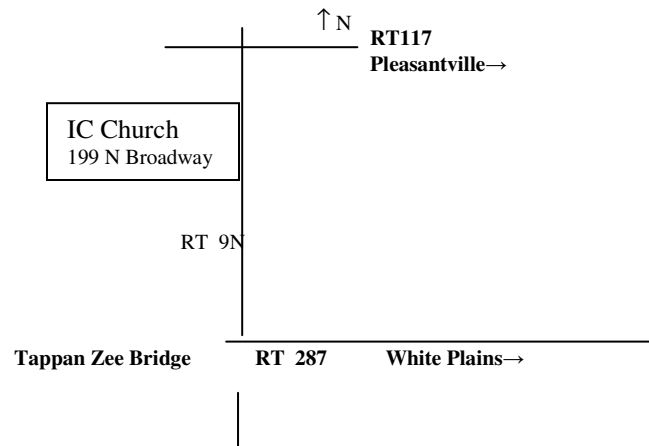 ↑ N
RT117
Pleasantville→
IC Church
199 N Broadway
RT 9N
Tappan Zee Bridge RT 287 White Plains→